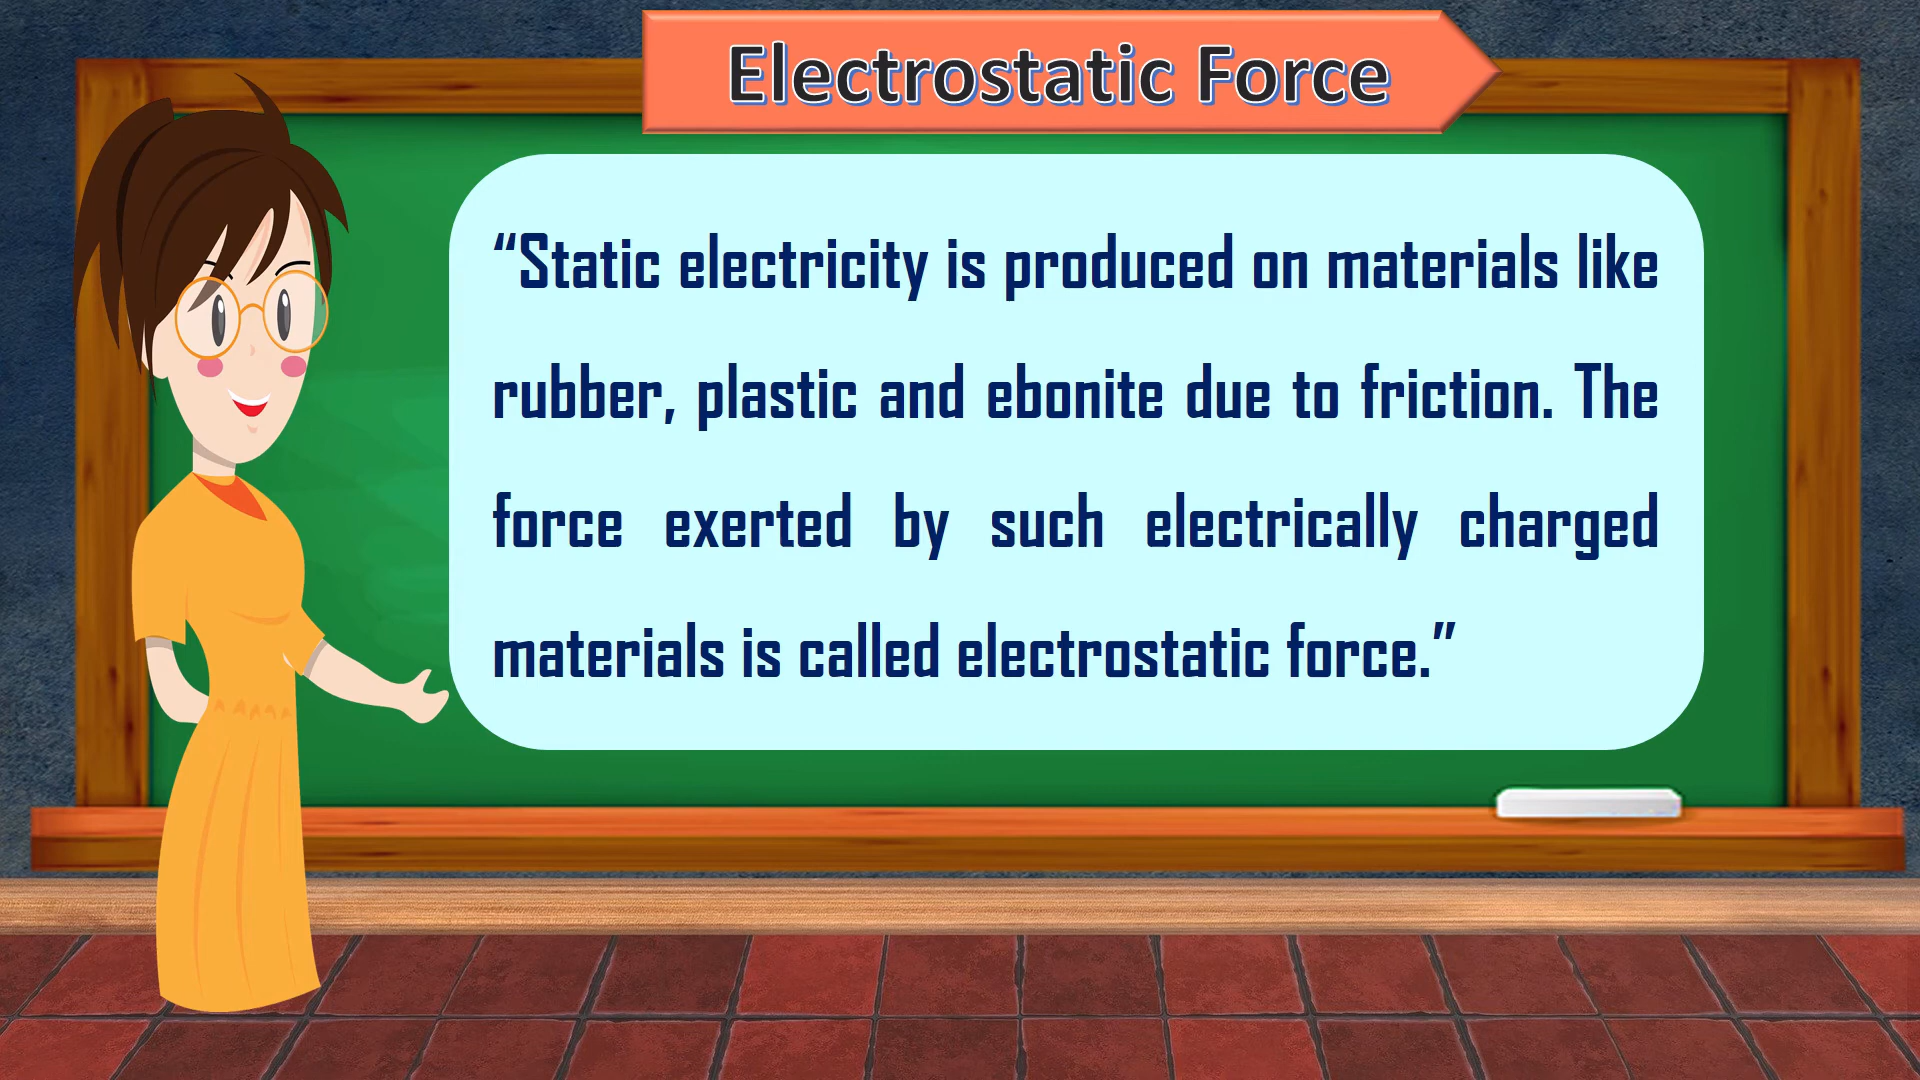 Electrostatic Force
“Static electricity is produced on materials like
rubber, plastic and ebonite due to friction. The
force exerted by such electrically charged
materials is called electrostatic force.”